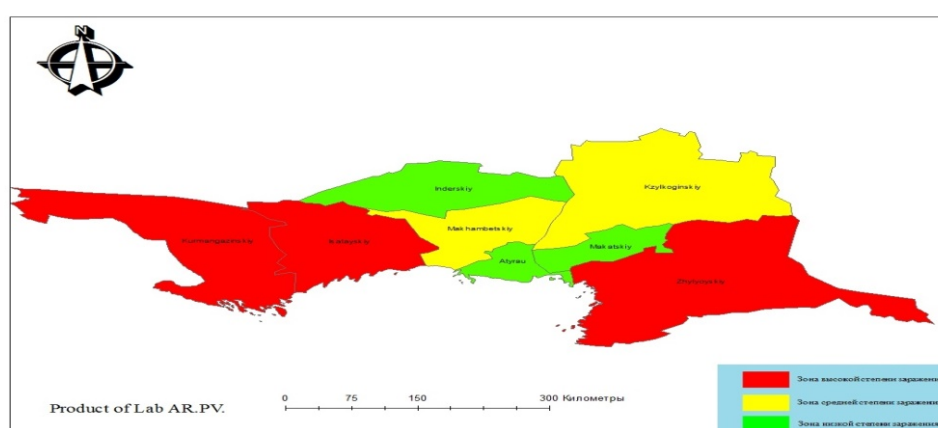 N
Inderskiy
Kzylkoginskiy
Makhambetskiy
Kurmangazinskiy
Isatayskiy
Makatskiy
Atyrau
Zhylyoyskiy
Зона высокой степени заражени
Зона средней степени заражени
Зона низкой степени заражения
0 75 150 300 Километры
Product of Lab AR.PV.